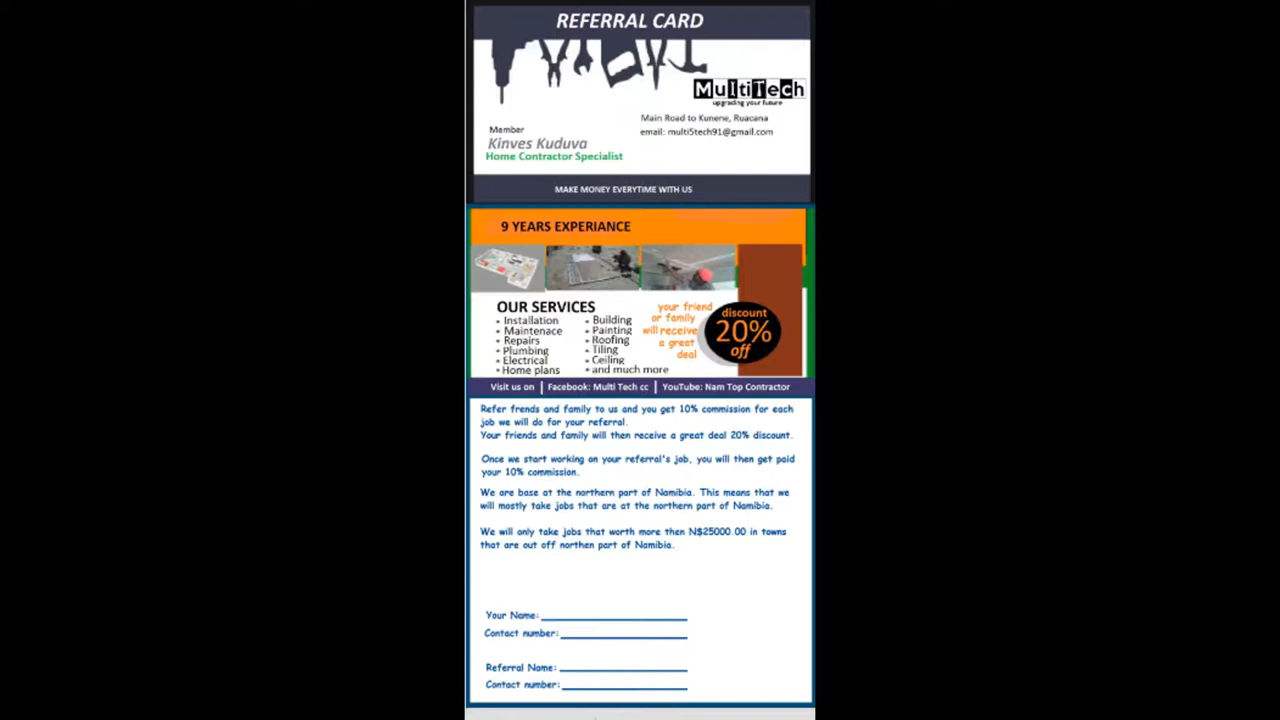 REFERRAL CARD
MulTiTech
upgrading your future
Main Road to Kunene, Ruacana
email: multi5tech91@gmail.com
Member
Kinves Kuduva
Home Contractor Specialist
MAKE MONEY EVERYTIME WITH US
9 YEARS EXPERIANCE
OUR SERVICES
• Installation
• Maintenace
• Repairs
• Plumbing
• Electrical
• Home plans
• Building
• Painting
• Roofing
• Tiling
• Ceiling
• and much more
your friend
or family
will receive
a great
deal
discount
20%
off
Visit us on | Facebook: Multi Tech cc | YouTube: Nam Top Contractor
Refer frends and family to us and you get 10% commission for each
job we will do for your referral.
Your friends and family will then receive a great deal 20% discount.
Once we start working on your referral's job, you will then get paid
your 10% commission.
We are base at the northern part of Namibia. This means that we
will mostly take jobs that are at the northern part of Namibia.
We will only take jobs that worth more then N$25000.00 in towns
that are out off northen part of Namibia.
Your Name:
Contact number:
Referral Name:
Contact number: